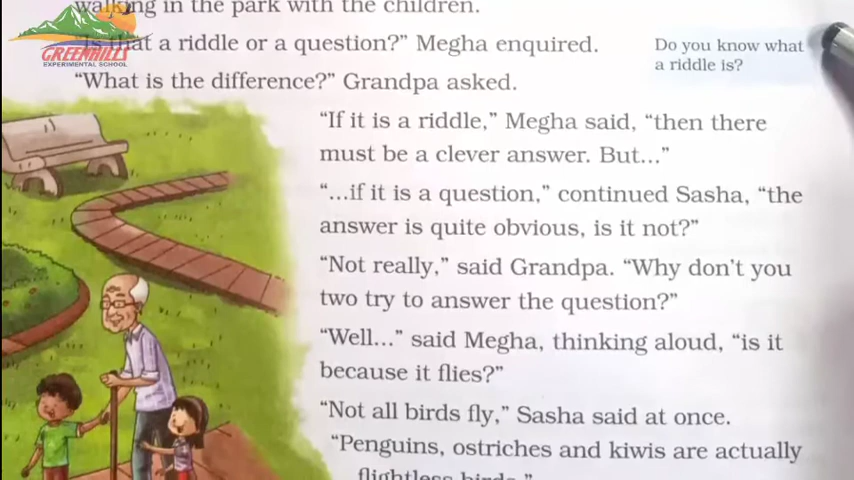 walking in the park with the children.
"Is that a riddle or a question?" Megha enquired.
"What is the difference?" Grandpa asked.
GREENHILLS
EXPERIMENTAL SCHOOL
Do you know what
a riddle is?
"If it is a riddle," Megha said, "then there
must be a clever answer. But..."
"...if it is a question," continued Sasha, "the
answer is quite obvious, is it not?"
"Not really," said Grandpa. "Why don't you
two try to answer the question?"
"Well..." said Megha, thinking aloud, "is it
because it flies?"
"Not all birds fly," Sasha said at once.
"Penguins, ostriches and kiwis are actually
flightless birds."